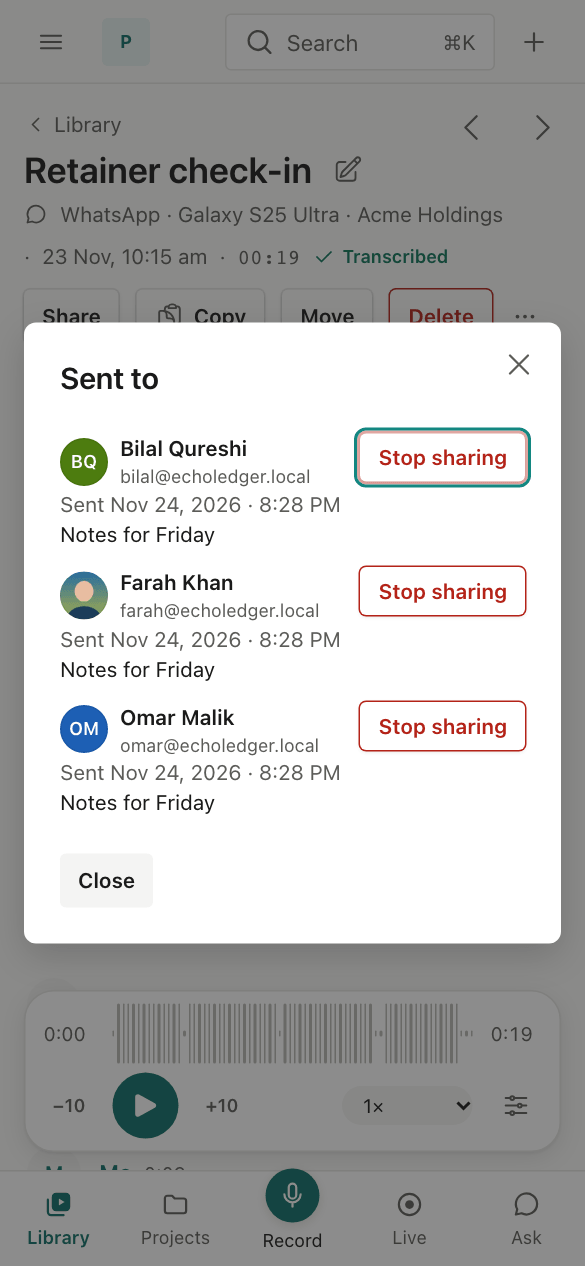 P
Search
⌘K
Library
Retainer check-in
WhatsApp · Galaxy S25 Ultra · Acme Holdings
· 23 Nov, 10:15 am · 00:19 Transcribed
Share
Copy
Move
Delete
Sent to
BQ
Bilal Qureshi
bilal@echoledger.local
Stop sharing
Sent Nov 24, 2026 · 8:28 PM
Notes for Friday
Farah Khan
farah@echoledger.local
Stop sharing
Sent Nov 24, 2026 · 8:28 PM
Notes for Friday
OM
Omar Malik
omar@echoledger.local
Stop sharing
Sent Nov 24, 2026 · 8:28 PM
Notes for Friday
Close
0:00
0:19
−10
+10
1×
Library
Projects
Record
Live
Ask